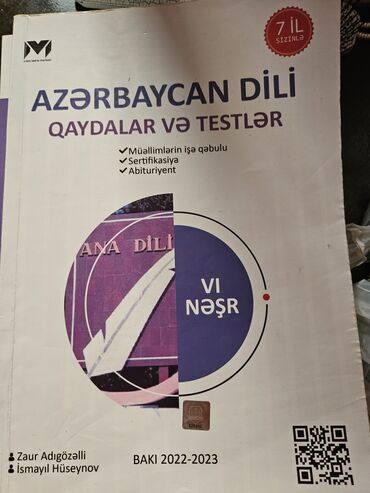 7 İL
SİZİNLƏ
AZƏRBAYCAN DİLİ
QAYDALAR VƏ TESTLƏR
Müəllimlərin işə qəbulu
Sertifikasiya
Abituriyent
ANA DİLİ
VI
NƏŞR
Zaur Adıgözəlli
İsmayıl Hüseynov
BAKI 2022-2023